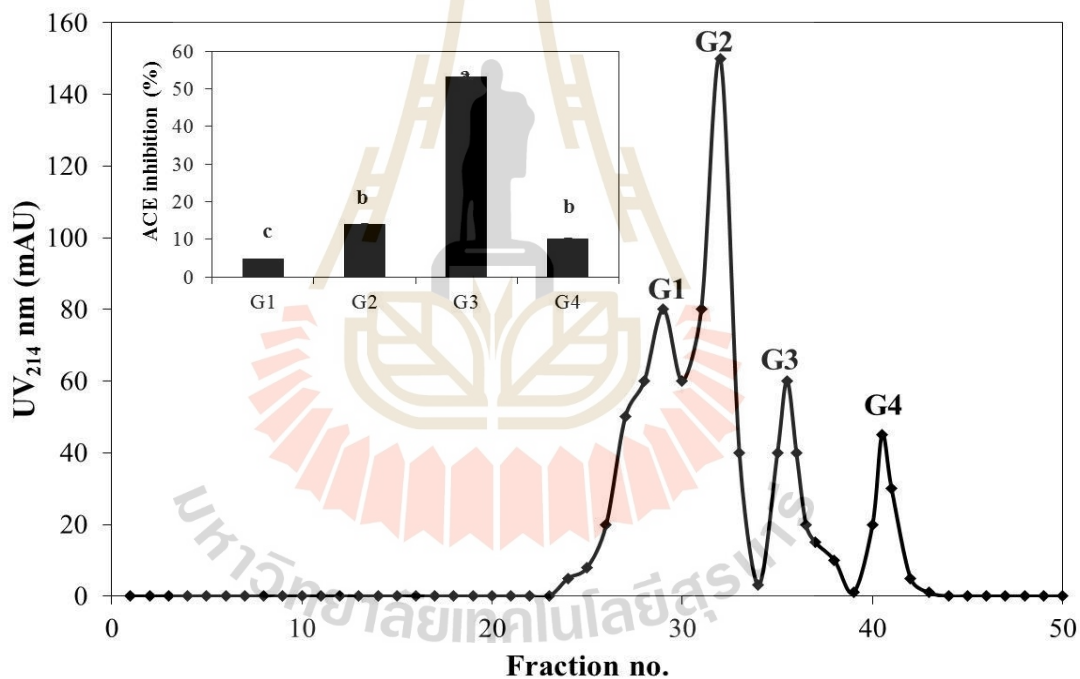 160
140
120
100
80
60
40
20
0
UV₂₁₄ nm (mAU)
0 10 20 30 40 50
Fraction no.
G1
G2
G3
G4
60
50
40
30
20
10
0
ACE inhibition (%)
c
b
a
b
G1 G2 G3 G4
มหาวิทยาลัยเทคโนโลยีสุรนารี